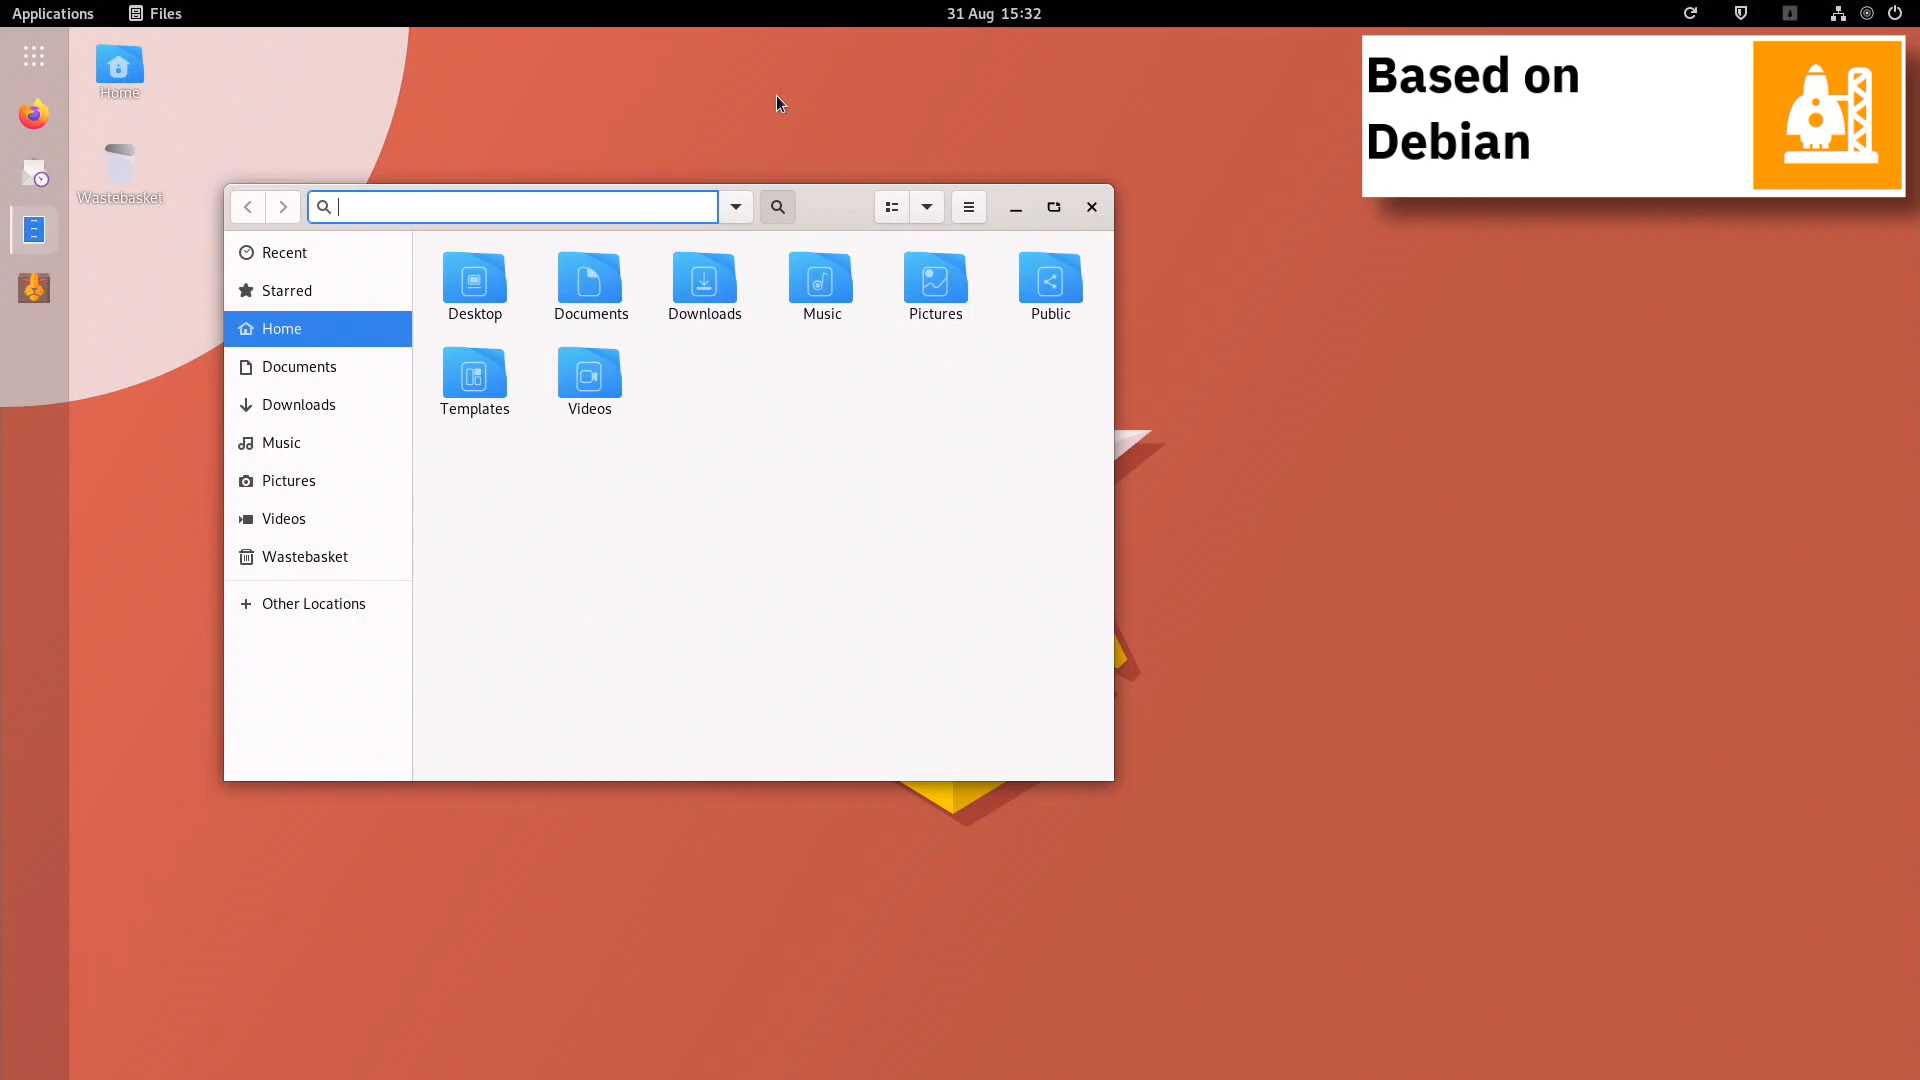 Applications
Files
31 Aug 15:32
Based on
Debian
Home
Wastebasket
Recent
Starred
Home
Documents
Downloads
Music
Pictures
Videos
Wastebasket
Other Locations
Desktop
Documents
Downloads
Music
Pictures
Public
Templates
Videos